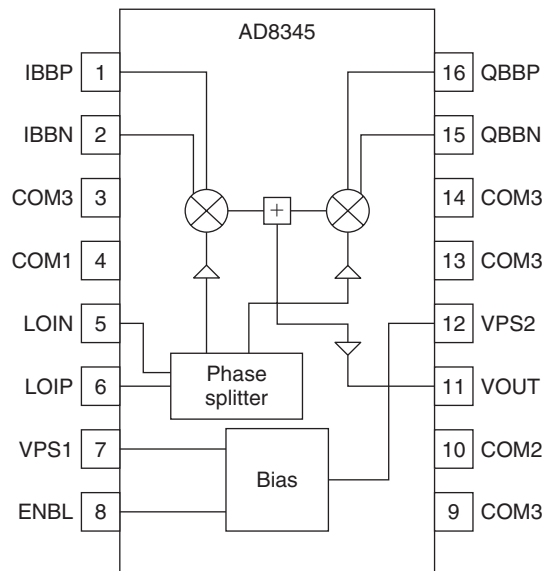 AD8345
IBBP 1 16 QBBP
IBBN 2 15 QBBN
COM3 3 14 COM3
+
COM1 4 13 COM3
LOIN 5 12 VPS2
Phase
splitter
LOIP 6 11 VOUT
VPS1 7 10 COM2
Bias
ENBL 8 9 COM3